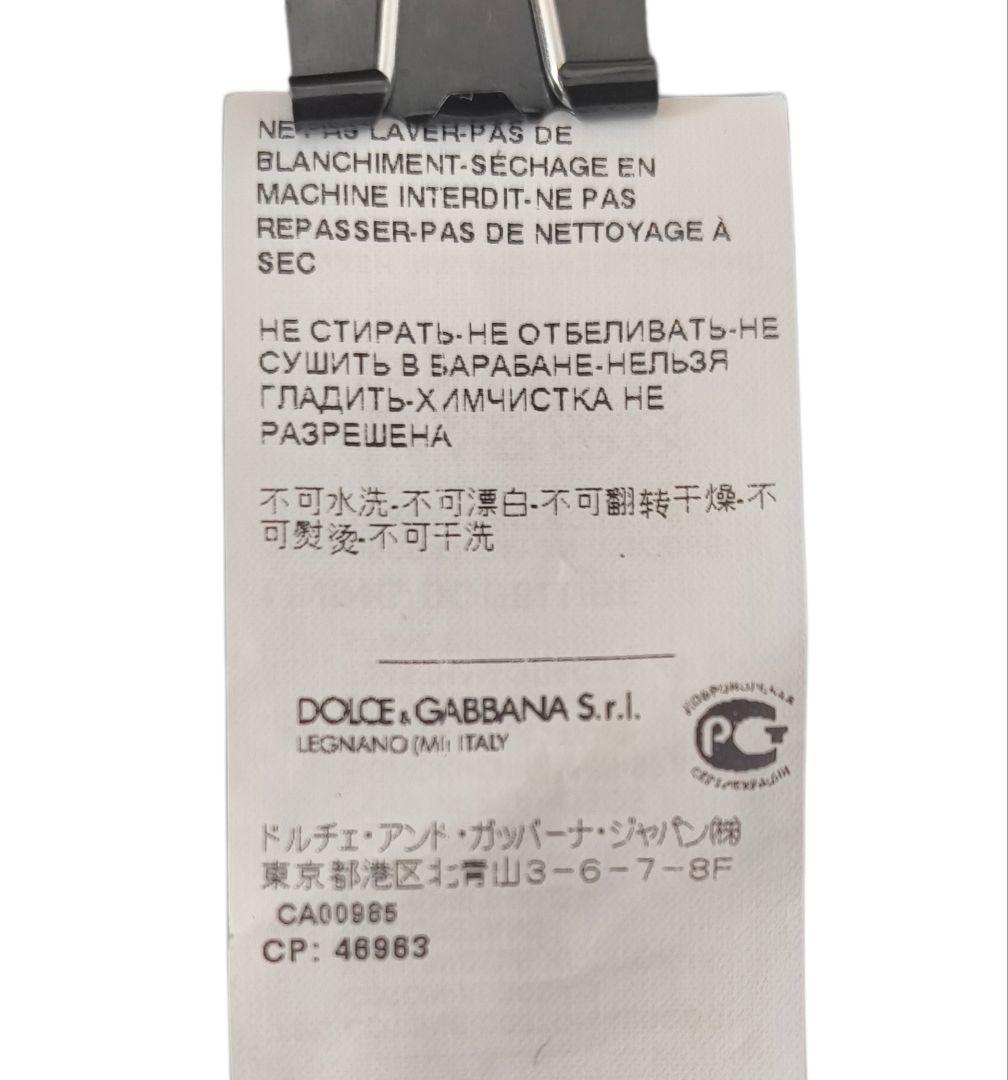 NE PAS LAVER-PAS DE
BLANCHIMENT-SÉCHAGE EN
MACHINE INTERDIT-NE PAS
REPASSER-PAS DE NETTOYAGE À
SEC
НЕ СТИРАТЬ-НЕ ОТБЕЛИВАТЬ-НЕ
СУШИТЬ В БАРАБАНЕ-НЕЛЬЗЯ
ГЛАДИТЬ-ХИМЧИСТКА НЕ
РАЗРЕШЕНА
不可水洗-不可漂白-不可翻转干燥-不
可熨烫-不可干洗
DOLCE & GABBANA S.r.l.
LEGNANO (MI) ITALY
ДОБРОВОЛЬНАЯ
РСТ
СЕРТИФИКАЦИЯ
ドルチェ・アンド・ガッバーナ・ジャパン㈱
東京都港区北青山3-6-7-8F
CA00985
CP: 46963